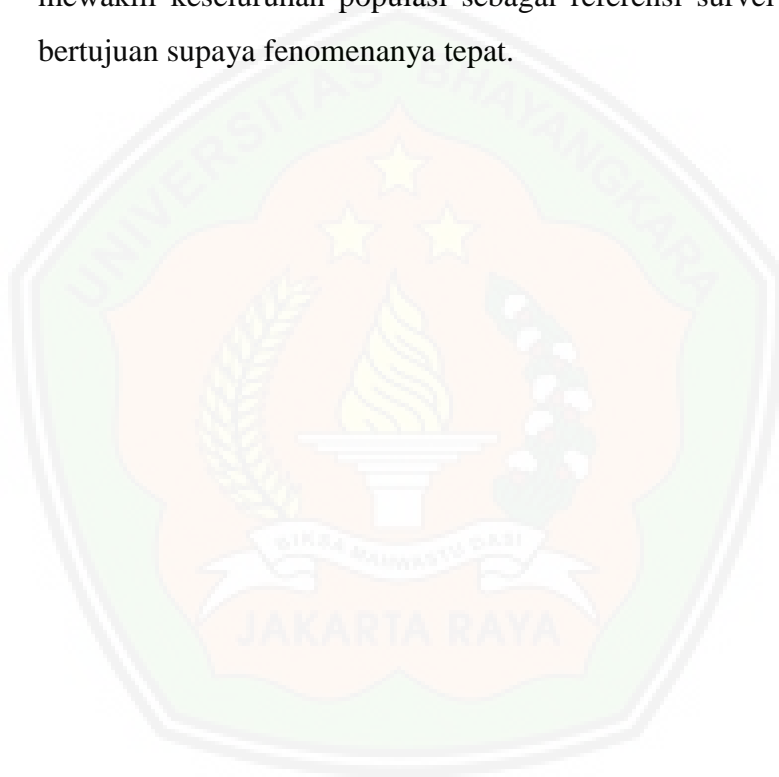 mewakili keseluruhan populasi sebagai referensi survei
bertujuan supaya fenomenanya tepat.
UNIVERSITAS BHAYANGKARA
JAKARTA RAYA